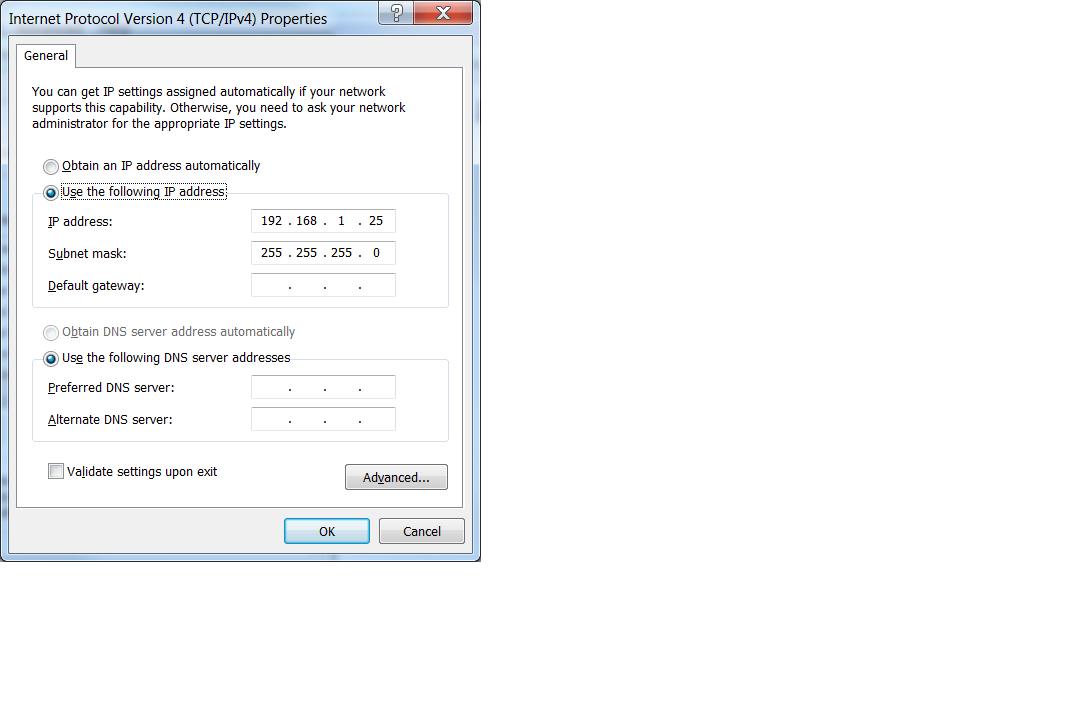 Internet Protocol Version 4 (TCP/IPv4) Properties
General
You can get IP settings assigned automatically if your network
supports this capability. Otherwise, you need to ask your network
administrator for the appropriate IP settings.
Obtain an IP address automatically
Use the following IP address
IP address: 192 . 168 . 1 . 25
Subnet mask: 255 . 255 . 255 . 0
Default gateway: . . .
Obtain DNS server address automatically
Use the following DNS server addresses
Preferred DNS server: . . .
Alternate DNS server: . . .
Validate settings upon exit
Advanced...
OK Cancel